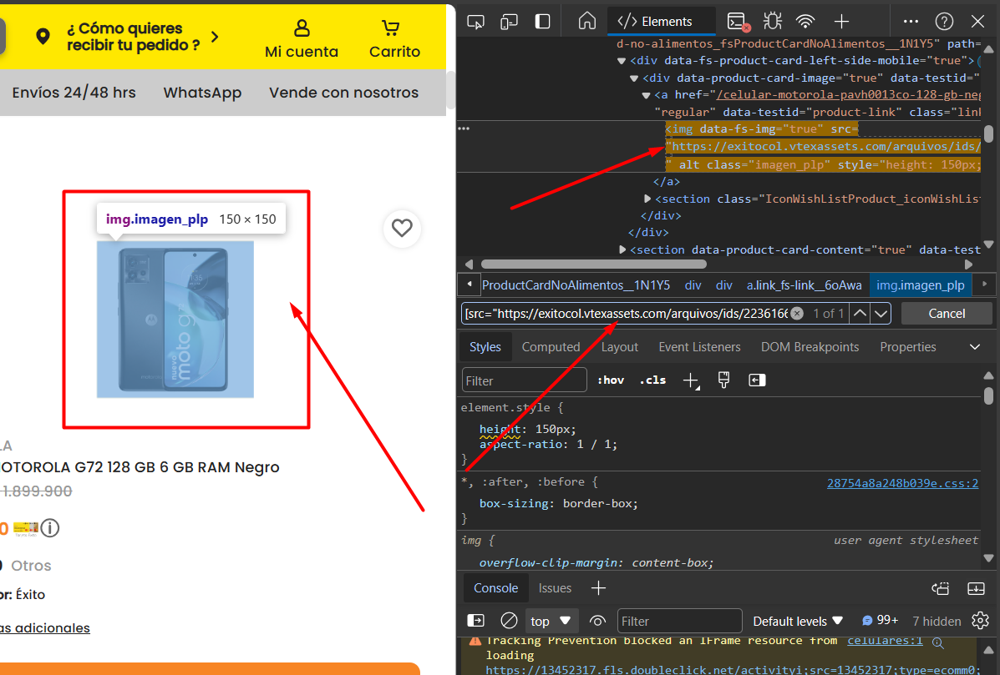 ¿ Cómo quieres
recibir tu pedido ?
Mi cuenta
Carrito
Envíos 24/48 hrs
WhatsApp
Vende con nosotros
img.imagen_plp 150 × 150
moto g
LA
MOTOROLA G72 128 GB 6 GB RAM Negro
1.899.900
0
Otros
or: Éxito
as adicionales
Elements
d-no-alimentos_fsProductCardNoAlimentos__1N1Y5" path=
<div data-fs-product-card-left-side-mobile="true">
<div data-product-card-image="true" data-testid="
<a href="/celular-motorola-pavh0013co-128-gb-neg
"regular" data-testid="product-link" class="link
<img data-fs-img="true" src=
"https://exitocol.vtexassets.com/arquivos/ids/
" alt class="imagen_plp" style="height: 150px;
</a>
<section class="IconWishListProduct_iconWishList
</div>
</div>
<section data-product-card-content="true" data-test
ProductCardNoAlimentos__1N1Y5 div div a.link_fs-link__6oAwa img.imagen_plp
[src="https://exitocol.vtexassets.com/arquivos/ids/2236166 1 of 1 Cancel
Styles Computed Layout Event Listeners DOM Breakpoints Properties
Filter :hov .cls
element.style {
height: 150px;
aspect-ratio: 1 / 1;
}
*, :after, :before { 28754a8a248b039e.css:2
box-sizing: border-box;
}
img { user agent stylesheet
overflow-clip-margin: content-box;
Console Issues
top Filter Default levels 99+ 7 hidden
Tracking Prevention blocked an IFrame resource from celulares:1
loading
https://13452317.fls.doubleclick.net/activityi;src=13452317;type=ecomm0;